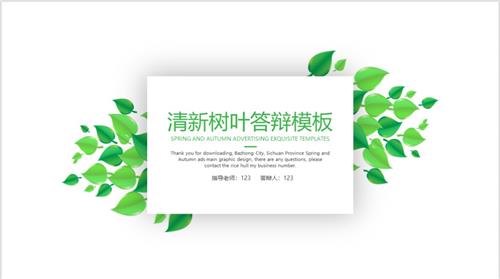 清新树叶答辩模板
SPRING AND AUTUMN ADVERTISING EXQUISITE TEMPLATES
Thank you for downloading, Bazhong City, Sichuan Province Spring and
Autumn ads main graphic design, there are any questions, please
contact the rice hull my business number.
指导老师：123 答辩人：123